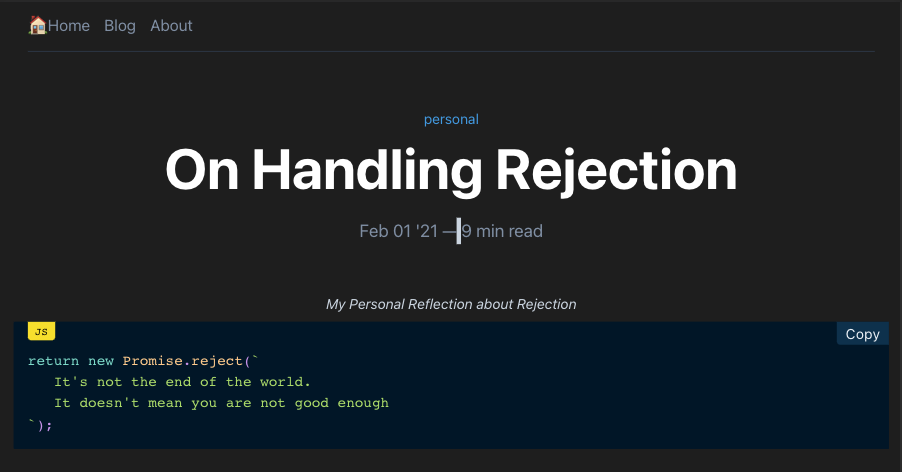 🏠Home Blog About
personal
On Handling Rejection
Feb 01 '21 — 9 min read
My Personal Reflection about Rejection
JS
Copy
return new Promise.reject(`
   It's not the end of the world.
   It doesn't mean you are not good enough
`);